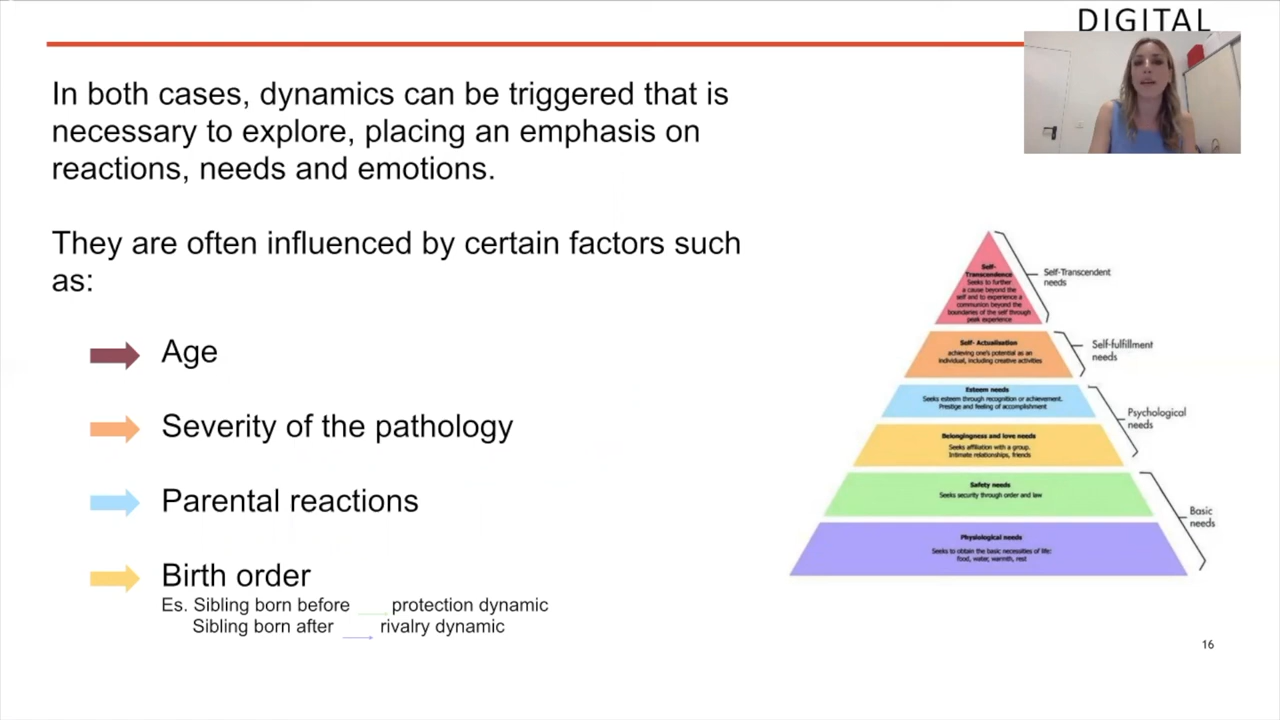 DIGITAL
In both cases, dynamics can be triggered that is
necessary to explore, placing an emphasis on
reactions, needs and emotions.
They are often influenced by certain factors such
as:
Age
Severity of the pathology
Parental reactions
Birth order
Es. Sibling born before protection dynamic
Sibling born after rivalry dynamic
Self-
Transcendence
Seeks to further
a cause beyond the
self and to experience a
communion beyond the
boundaries of the self through
peak experience
Self-Transcendent
needs
Self- Actualisation
achieving one's potential as an
individual, including creative activities
Self-fulfillment
needs
Esteem needs
Seeks esteem through recognition or achievement.
Prestige and feeling of accomplishment
Belongingness and love needs
Seeks affiliation with a group.
Intimate relationships, friends
Psychological
needs
Safety needs
Seeks security through order and law
Physiological needs
Seeks to obtain the basic necessities of life:
food, water, warmth, rest
Basic
needs
16